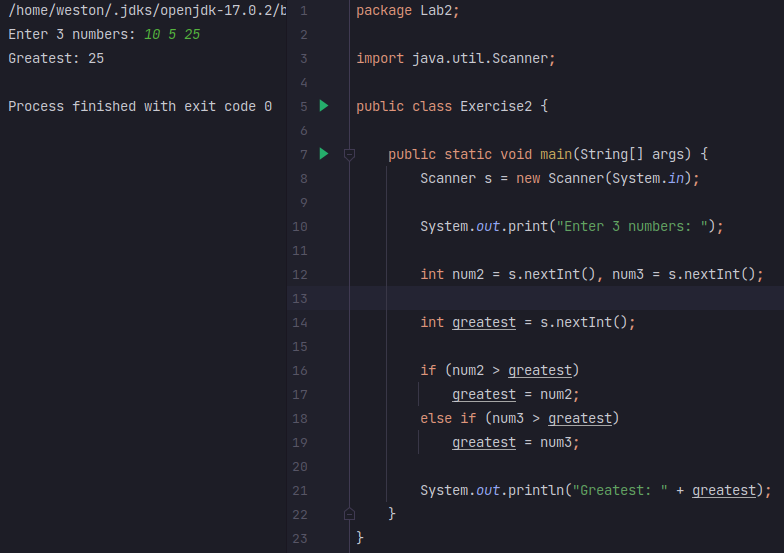 /home/weston/.jdks/openjdk-17.0.2/b
Enter 3 numbers: 10 5 25
Greatest: 25
Process finished with exit code 0
1 package Lab2;
2
3 import java.util.Scanner;
4
5 public class Exercise2 {
6
7 public static void main(String[] args) {
8 Scanner s = new Scanner(System.in);
9
10 System.out.print("Enter 3 numbers: ");
11
12 int num2 = s.nextInt(), num3 = s.nextInt();
13
14 int greatest = s.nextInt();
15
16 if (num2 > greatest)
17 greatest = num2;
18 else if (num3 > greatest)
19 greatest = num3;
20
21 System.out.println("Greatest: " + greatest);
22 }
23 }